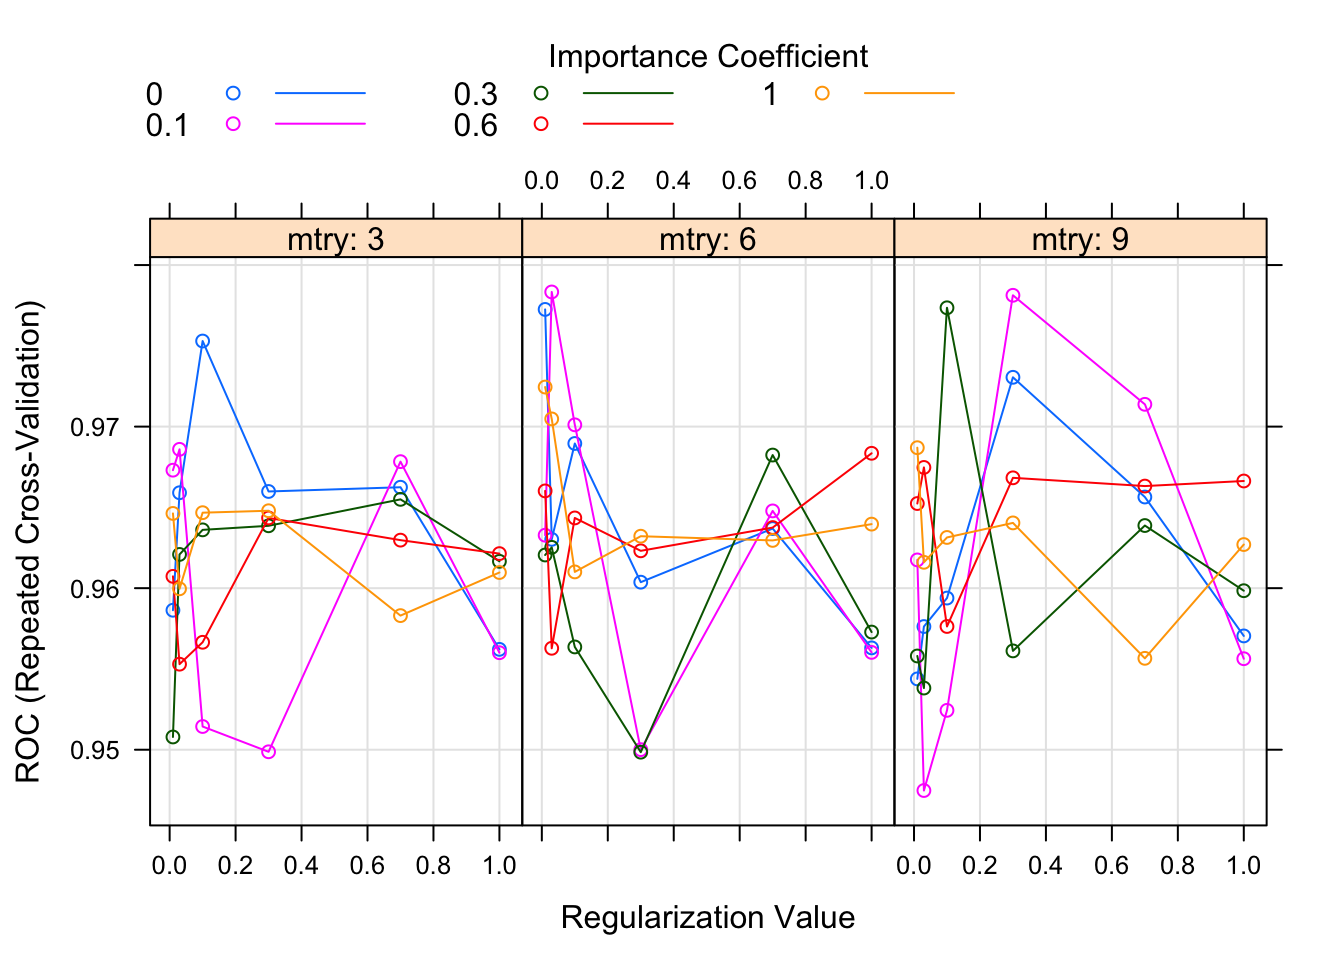 Importance Coefficient
0 0.3 1
0.1 0.6
0.0 0.2 0.4 0.6 0.8 1.0
mtry: 3 mtry: 6 mtry: 9
ROC (Repeated Cross-Validation)
0.97
0.96
0.95
0.0 0.2 0.4 0.6 0.8 1.0 0.0 0.2 0.4 0.6 0.8 1.0
Regularization Value